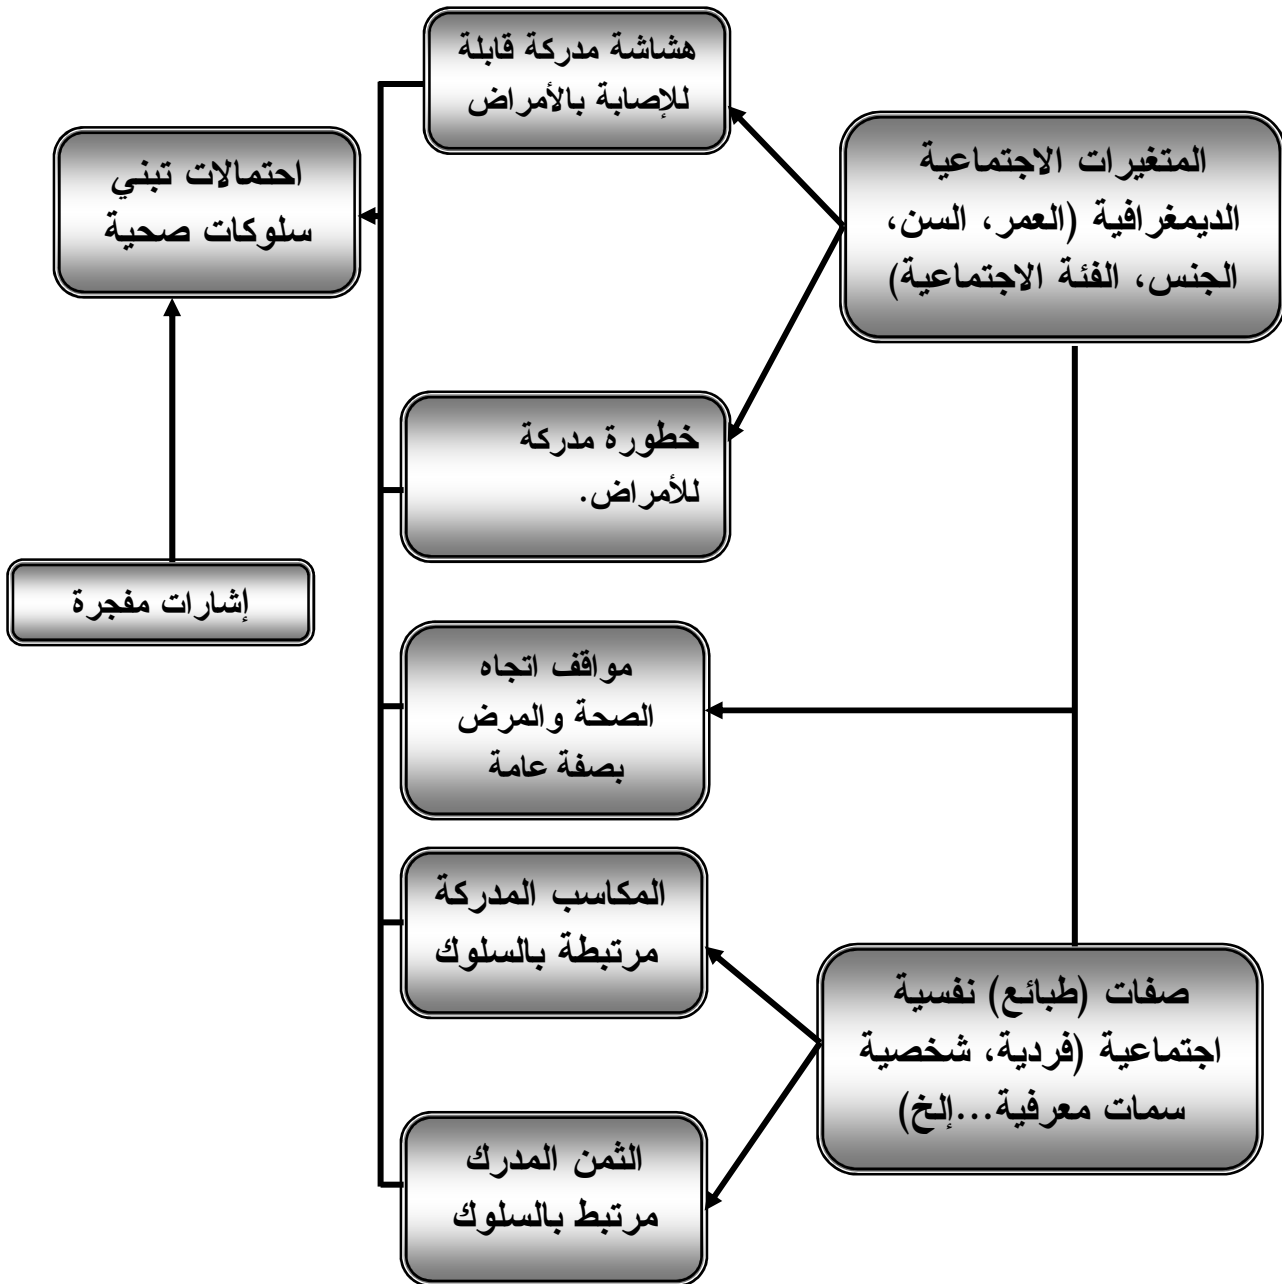 هشاشة مدركة قابلة
للإصابة بالأمراض
المتغيرات الاجتماعية
الديمغرافية (العمر، السن،
الجنس، الفئة الاجتماعية)
احتمالات تبني
سلوكات صحية
خطورة مدركة
للأمراض.
إشارات مفجرة
مواقف اتجاه
الصحة والمرض
بصفة عامة
المكاسب المدركة
مرتبطة بالسلوك
صفات (طبائع) نفسية
اجتماعية (فردية، شخصية
سمات معرفية...إلخ)
الثمن المدرك
مرتبط بالسلوك